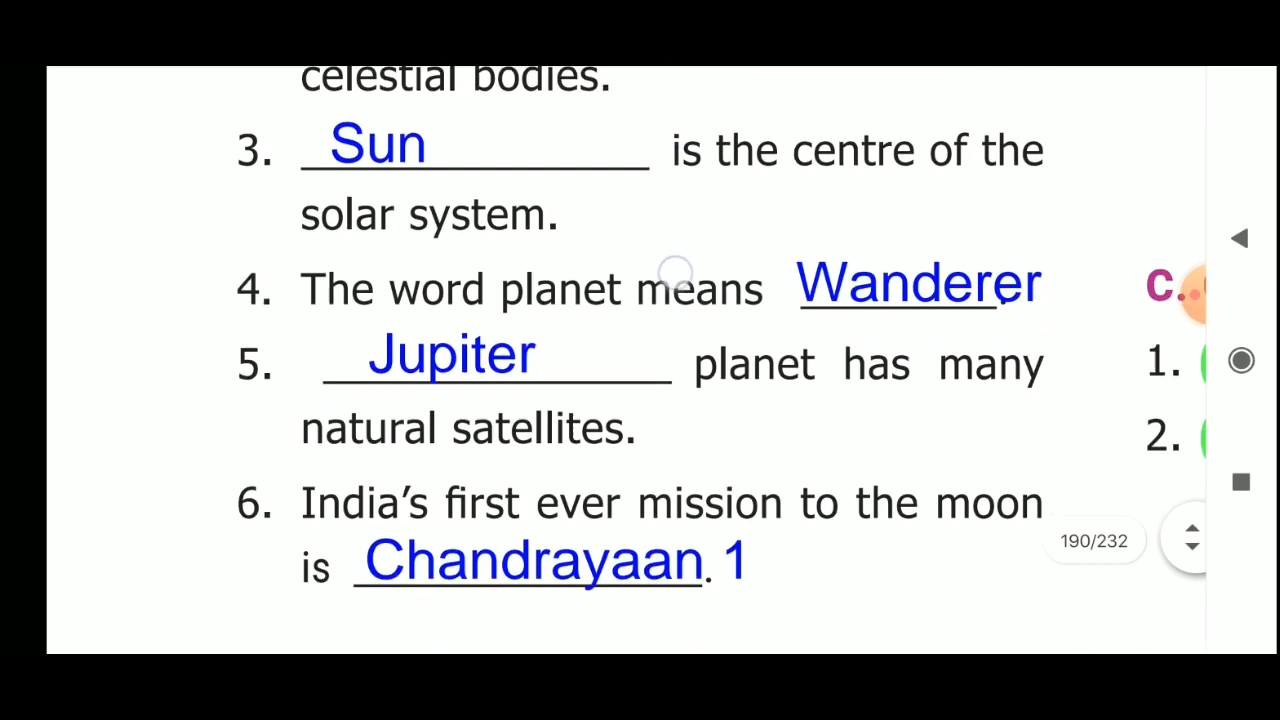 celestial bodies.
3. Sun is the centre of the
solar system.
4. The word planet means Wanderer.
5. Jupiter planet has many
natural satellites.
6. India's first ever mission to the moon
is Chandrayaan. 1
C.
1.
2.
190/232